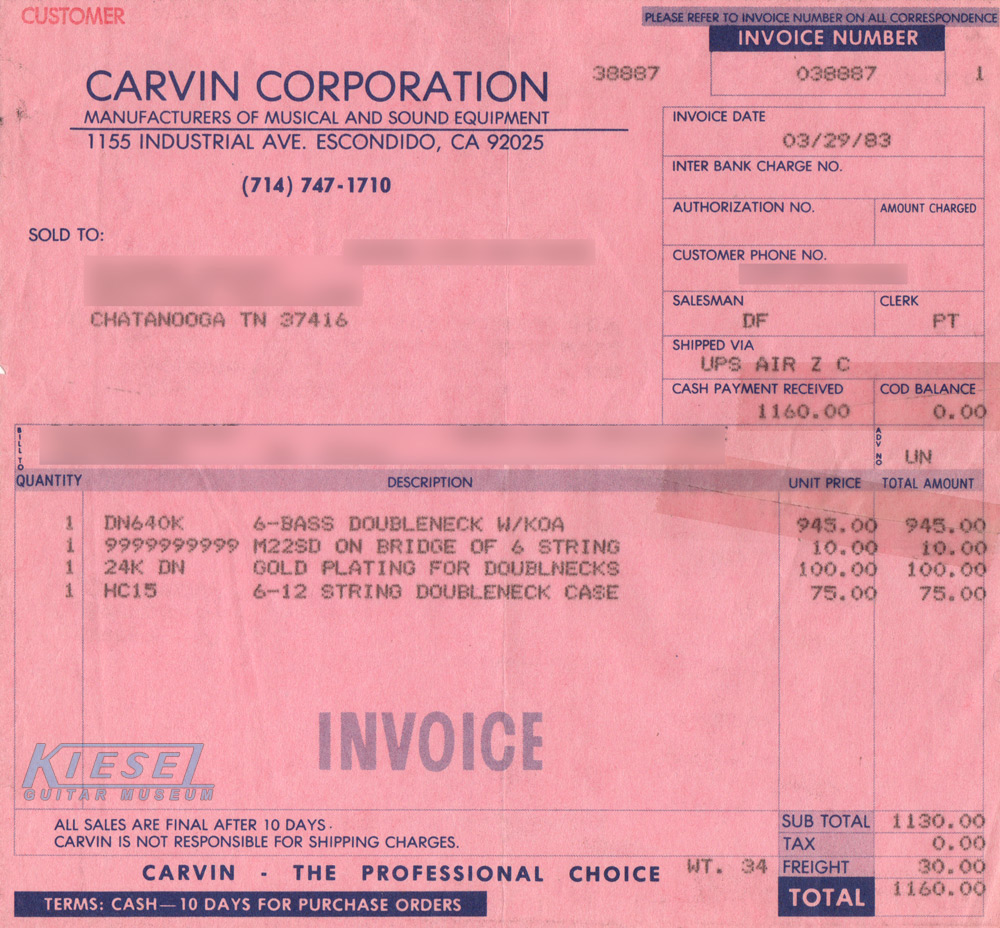 CUSTOMER
PLEASE REFER TO INVOICE NUMBER ON ALL CORRESPONDENCE
INVOICE NUMBER
38887 038887 1
CARVIN CORPORATION
MANUFACTURERS OF MUSICAL AND SOUND EQUIPMENT
1155 INDUSTRIAL AVE. ESCONDIDO, CA 92025
(714) 747-1710
INVOICE DATE
03/29/83
INTER BANK CHARGE NO.
AUTHORIZATION NO. AMOUNT CHARGED
SOLD TO:
CUSTOMER PHONE NO.
CHATANOOGA TN 37416
SALESMAN CLERK
DF PT
SHIPPED VIA
UPS AIR Z C
CASH PAYMENT RECEIVED COD BALANCE
1160.00 0.00
BILL TO
ADV NO
UN
QUANTITY DESCRIPTION UNIT PRICE TOTAL AMOUNT
1 DN640K 6-BASS DOUBLENECK W/KOA 945.00 945.00
1 9999999999 M22SD ON BRIDGE OF 6 STRING 10.00 10.00
1 24K DN GOLD PLATING FOR DOUBLNECKS 100.00 100.00
1 HC15 6-12 STRING DOUBLENECK CASE 75.00 75.00
INVOICE
KIESEL
GUITAR MUSEUM
ALL SALES ARE FINAL AFTER 10 DAYS.
CARVIN IS NOT RESPONSIBLE FOR SHIPPING CHARGES.
SUB TOTAL 1130.00
TAX 0.00
CARVIN - THE PROFESSIONAL CHOICE WT. 34 FREIGHT 30.00
TOTAL 1160.00
TERMS: CASH—10 DAYS FOR PURCHASE ORDERS